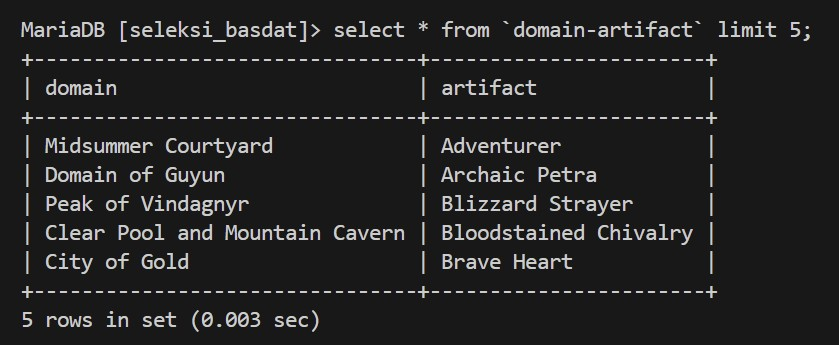 MariaDB [seleksi_basdat]> select * from `domain-artifact` limit 5;
+--------------------------------+-----------------------+
| domain                         | artifact              |
+--------------------------------+-----------------------+
| Midsummer Courtyard            | Adventurer            |
| Domain of Guyun                | Archaic Petra         |
| Peak of Vindagnyr              | Blizzard Strayer      |
| Clear Pool and Mountain Cavern | Bloodstained Chivalry |
| City of Gold                   | Brave Heart           |
+--------------------------------+-----------------------+
5 rows in set (0.003 sec)